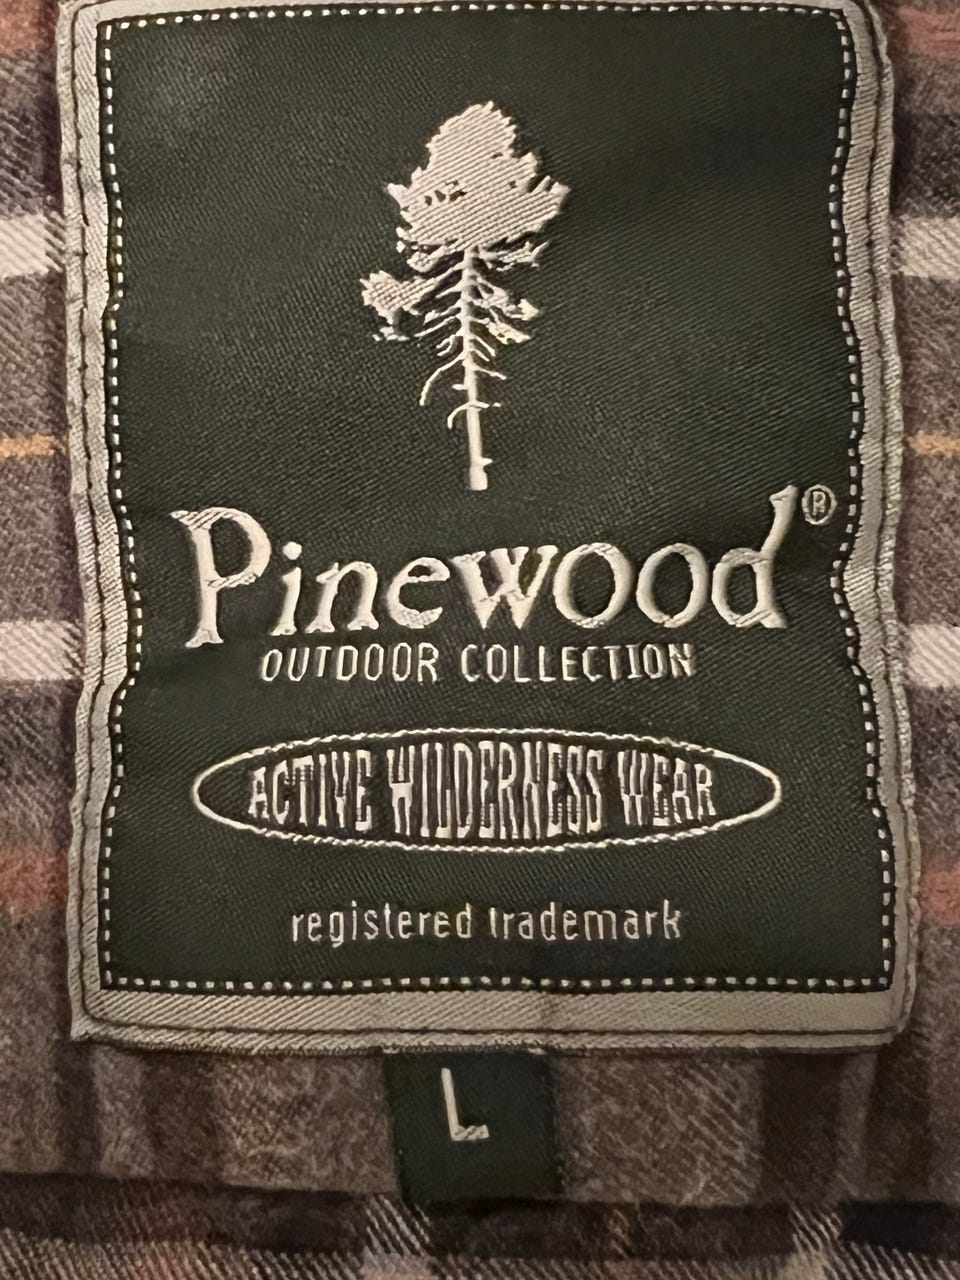 Pinewood®
OUTDOOR COLLECTION
ACTIVE WILDERNESS WEAR
registered trademark
L